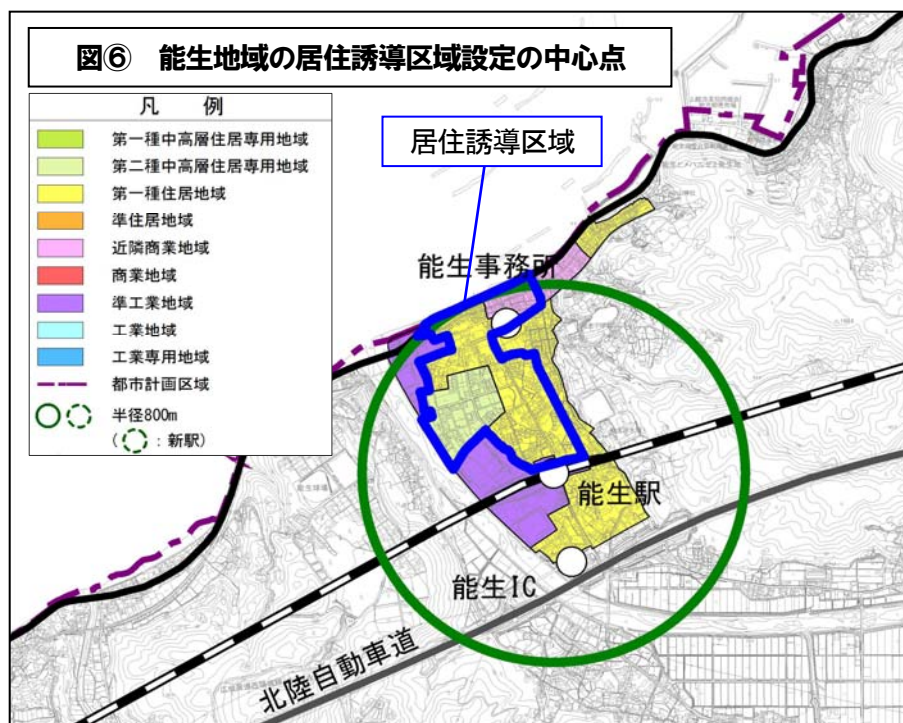 図⑥ 能生地域の居住誘導区域設定の中心点
凡 例
第一種中高層住居専用地域
第二種中高層住居専用地域
第一種住居地域
準住居地域
近隣商業地域
商業地域
準工業地域
工業地域
工業専用地域
都市計画区域
半径800m
( : 新駅)
居住誘導区域
能生事務所
能生駅
能生IC
北陸自動車道
能生球場